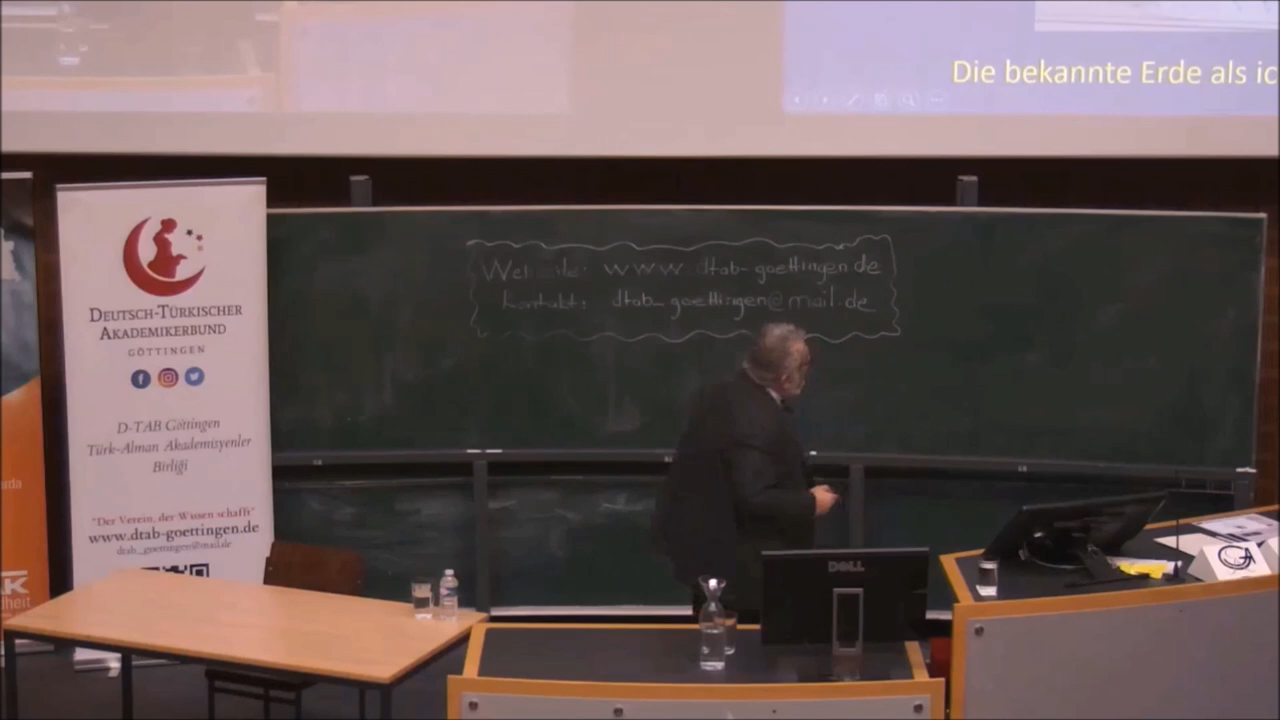 Die bekannte Erde als ic
Website: www.dtab-goettingen.de
Kontakt: dtab_goettingen@mail.de
DEUTSCH-TÜRKISCHER
AKADEMIKERBUND
GÖTTINGEN
D-TAB Göttingen
Türk-Alman Akademisyenler
Birliği
"Der Verein, der Wissen schafft"
www.dtab-goettingen.de
dtab_goettingen@mail.de
DELL